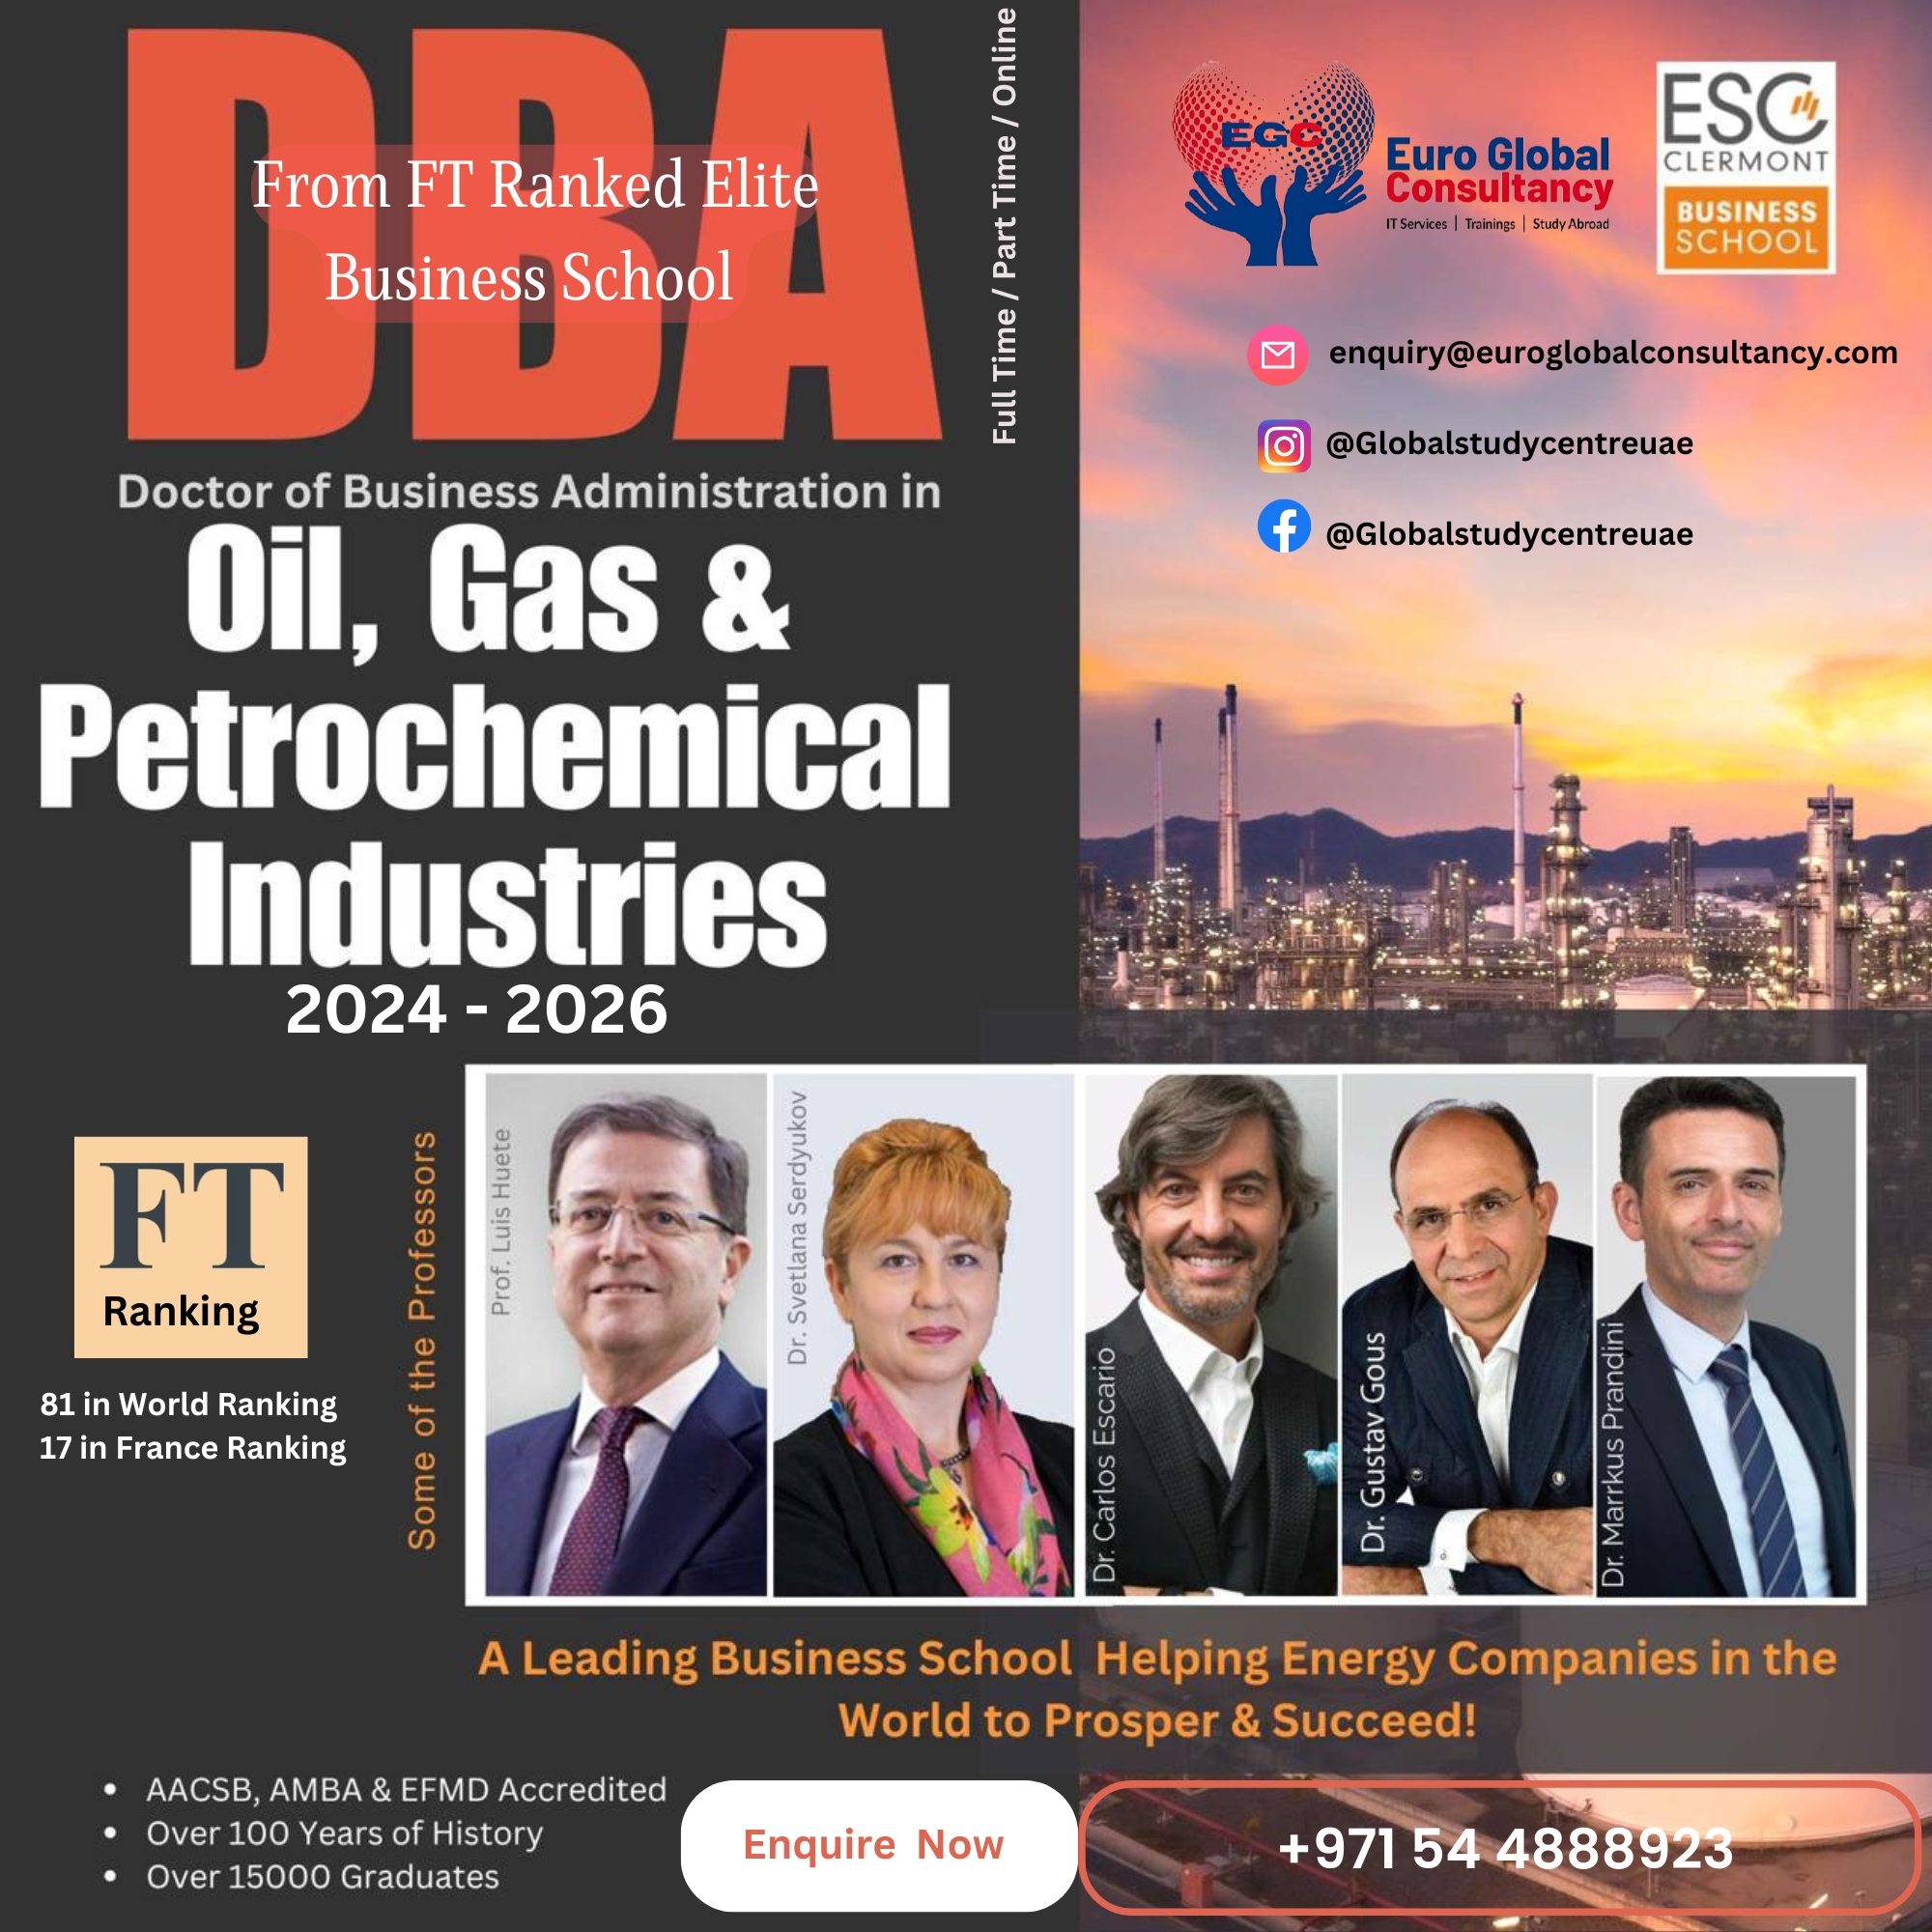 DBA
From FT Ranked Elite
Business School
Full Time / Part Time / Online
Doctor of Business Administration in
Oil, Gas &
Petrochemical
Industries
2024 - 2026
EGC
Euro Global
Consultancy
IT Services | Trainings | Study Abroad
ESC
CLERMONT
BUSINESS
SCHOOL
enquiry@euroglobalconsultancy.com
@Globalstudycentreuae
@Globalstudycentreuae
FT
Ranking
81 in World Ranking
17 in France Ranking
Some of the Professors
Prof. Luis Huete
Dr. Svetlana Serdyukov
Dr. Carlos Escario
Dr. Gustav Gous
Dr. Marrkus Prandini
A Leading Business School Helping Energy Companies in the
World to Prosper & Succeed!
• AACSB, AMBA & EFMD Accredited
• Over 100 Years of History
• Over 15000 Graduates
Enquire Now
+971 54 4888923